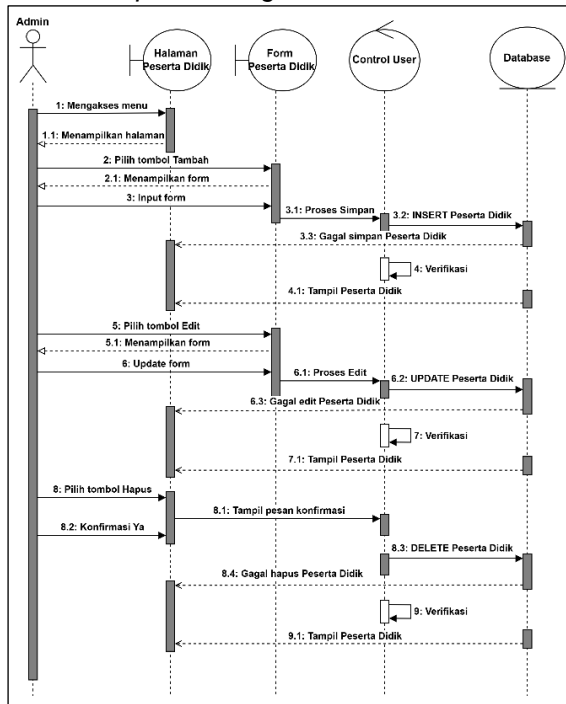 Admin
Halaman
Peserta Didik
Form
Peserta Didik
Control User
Database
1: Mengakses menu
1.1: Menampilkan halaman
2: Pilih tombol Tambah
2.1: Menampilkan form
3: Input form
3.1: Proses Simpan
3.2: INSERT Peserta Didik
3.3: Gagal simpan Peserta Didik
4: Verifikasi
4.1: Tampil Peserta Didik
5: Pilih tombol Edit
5.1: Menampilkan form
6: Update form
6.1: Proses Edit
6.2: UPDATE Peserta Didik
6.3: Gagal edit Peserta Didik
7: Verifikasi
7.1: Tampil Peserta Didik
8: Pilih tombol Hapus
8.1: Tampil pesan konfirmasi
8.2: Konfirmasi Ya
8.3: DELETE Peserta Didik
8.4: Gagal hapus Peserta Didik
9: Verifikasi
9.1: Tampil Peserta Didik